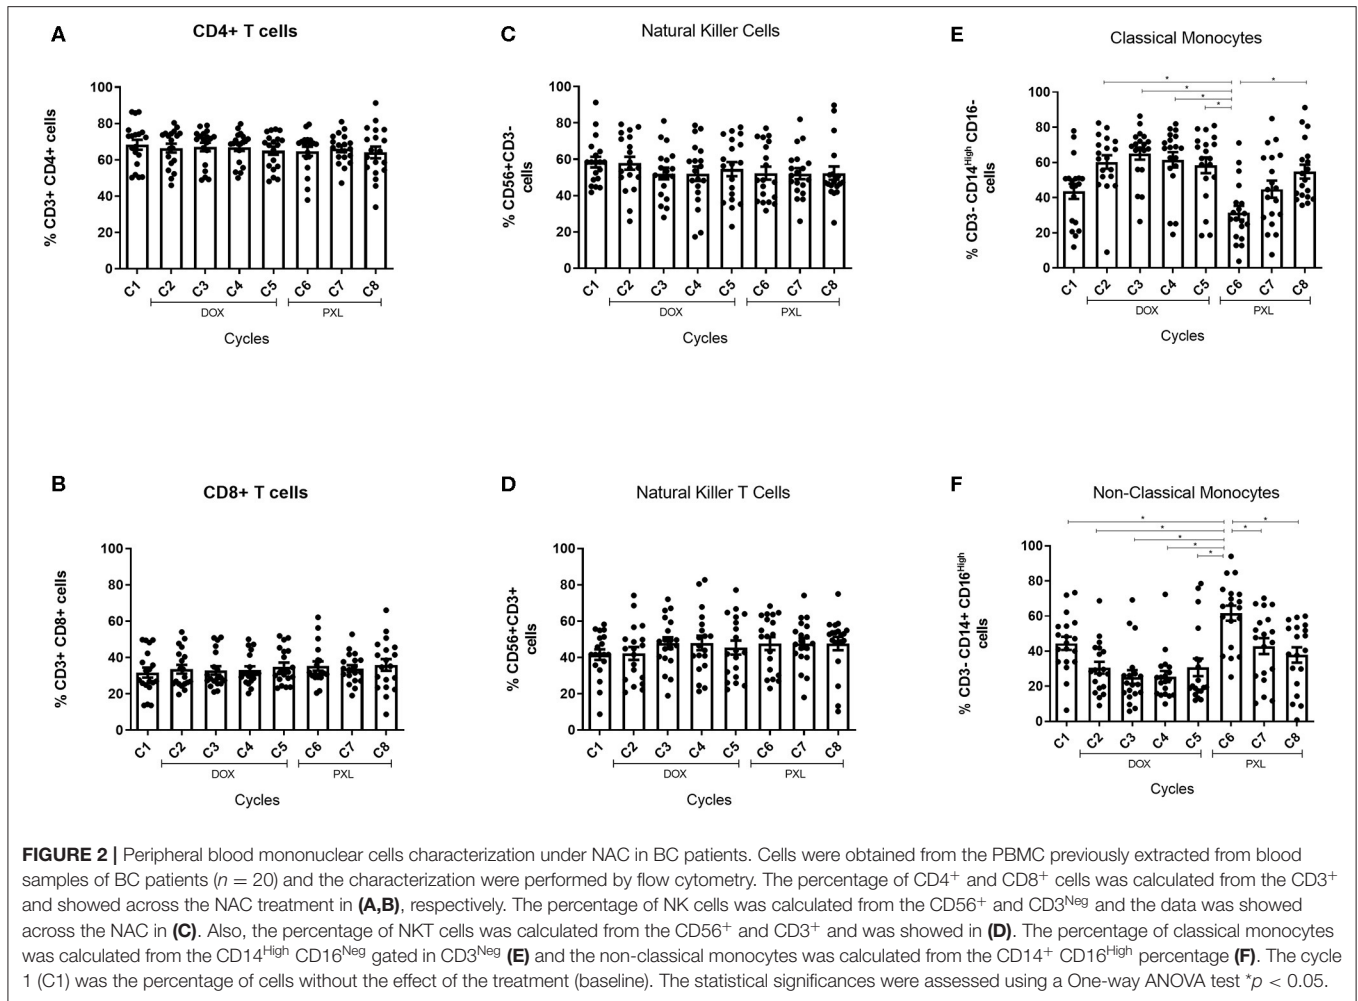 A
CD4+ T cells
% CD3+ CD4+ cells
100
80
60
40
20
0
C1 C2 C3 C4 C5 C6 C7 C8
DOX PXL
Cycles
C
Natural Killer Cells
% CD56+CD3-
cells
100
80
60
40
20
0
C1 C2 C3 C4 C5 C6 C7 C8
DOX PXL
Cycles
E
Classical Monocytes
% CD3- CD14High CD16-
cells
* *
*
*
*
100
80
60
40
20
0
C1 C2 C3 C4 C5 C6 C7 C8
DOX PXL
Cycles
B
CD8+ T cells
% CD3+ CD8+ cells
100
80
60
40
20
0
C1 C2 C3 C4 C5 C6 C7 C8
DOX PXL
Cycles
D
Natural Killer T Cells
% CD56+CD3+
cells
100
80
60
40
20
0
C1 C2 C3 C4 C5 C6 C7 C8
DOX PXL
Cycles
F
Non-Classical Monocytes
% CD3- CD14+ CD16High
cells
* *
* *
*
*
*
100
80
60
40
20
0
C1 C2 C3 C4 C5 C6 C7 C8
DOX PXL
Cycles
FIGURE 2 | Peripheral blood mononuclear cells characterization under NAC in BC patients. Cells were obtained from the PBMC previously extracted from blood
samples of BC patients (n = 20) and the characterization were performed by flow cytometry. The percentage of CD4+ and CD8+ cells was calculated from the CD3+
and showed across the NAC treatment in (A,B), respectively. The percentage of NK cells was calculated from the CD56+ and CD3Neg and the data was showed
across the NAC in (C). Also, the percentage of NKT cells was calculated from the CD56+ and CD3+ and was showed in (D). The percentage of classical monocytes
was calculated from the CD14High CD16Neg gated in CD3Neg (E) and the non-classical monocytes was calculated from the CD14+ CD16High percentage (F). The cycle
1 (C1) was the percentage of cells without the effect of the treatment (baseline). The statistical significances were assessed using a One-way ANOVA test *p < 0.05.